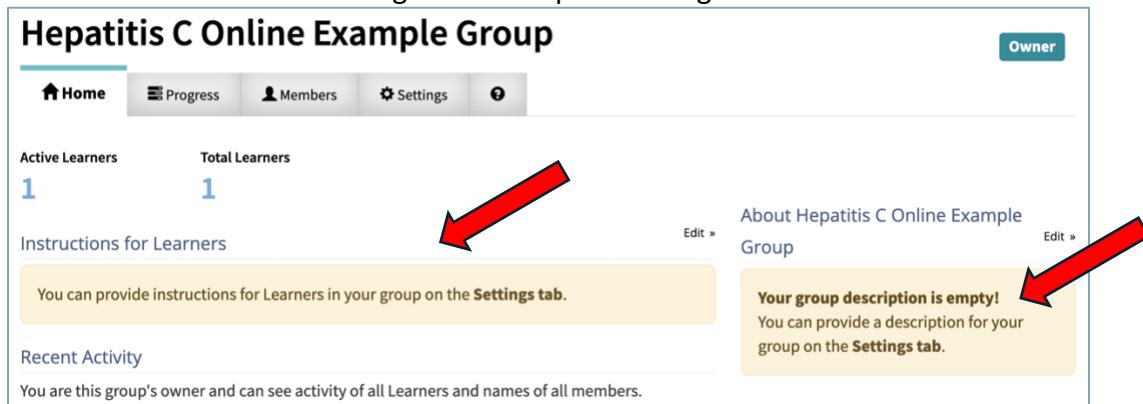 Hepatitis C Online Example Group
Owner
Home
Progress
Members
Settings
Active Learners
Total Learners
1
1
Instructions for Learners
Edit »
You can provide instructions for Learners in your group on the Settings tab.
Recent Activity
You are this group's owner and can see activity of all Learners and names of all members.
About Hepatitis C Online Example
Group
Edit »
Your group description is empty!
You can provide a description for your
group on the Settings tab.